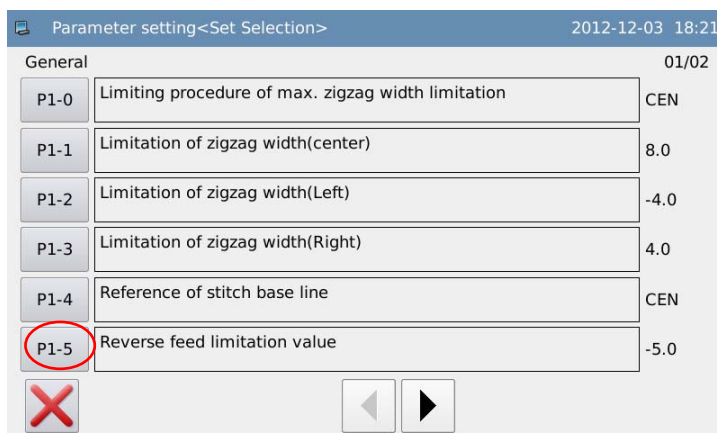 Parameter setting<Set Selection> 2012-12-03 18:21
General 01/02
P1-0 Limiting procedure of max. zigzag width limitation CEN
P1-1 Limitation of zigzag width(center) 8.0
P1-2 Limitation of zigzag width(Left) -4.0
P1-3 Limitation of zigzag width(Right) 4.0
P1-4 Reference of stitch base line CEN
P1-5 Reverse feed limitation value -5.0